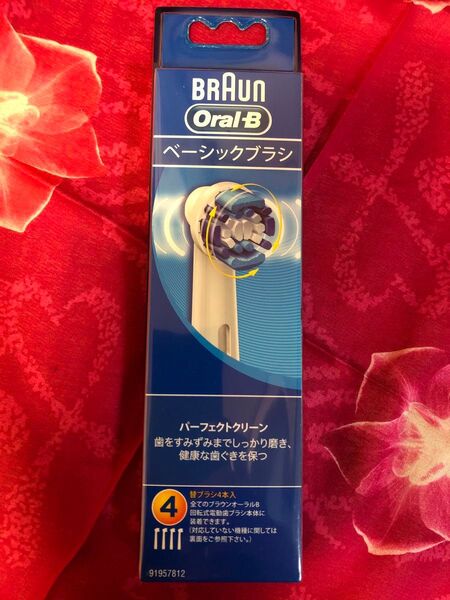 BRAUN
Oral-B
ベーシックブラシ
パーフェクトクリーン
歯をすみずみまでしっかり磨き、
健康な歯ぐきを保つ
4
替ブラシ4本入
全てのブラウンオーラルB
回転式電動歯ブラシ本体に
装着できます。
(対応していない機種に関しては
裏面をご参照下さい。)
91957812